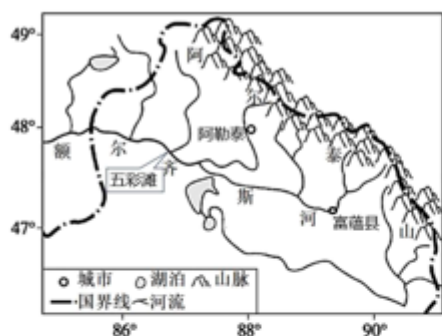 49°
48°
47°
阿
尔
泰
山
阿勒泰
额
尔
齐
斯
河
五彩滩
富蕴县
城市 湖泊 山脉
国界线 河流
86° 88° 90°